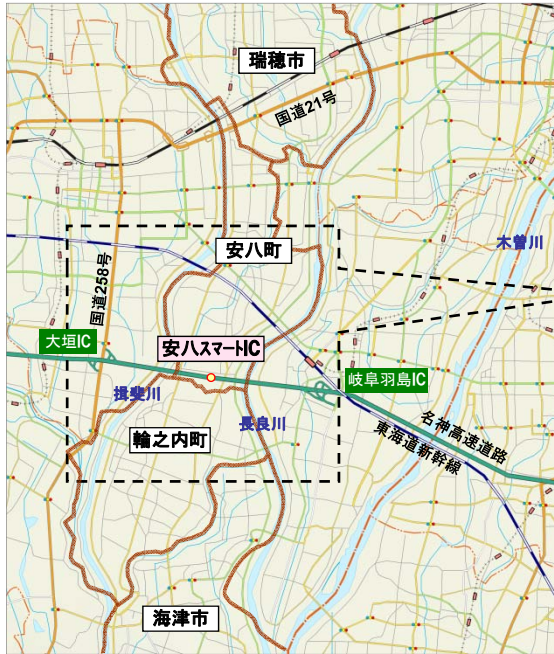 瑞穂市
国道21号
安八町
木曽川
国道258号
大垣IC
安八スマートIC
岐阜羽島IC
揖斐川
長良川
輪之内町
名神高速道路
東海道新幹線
海津市